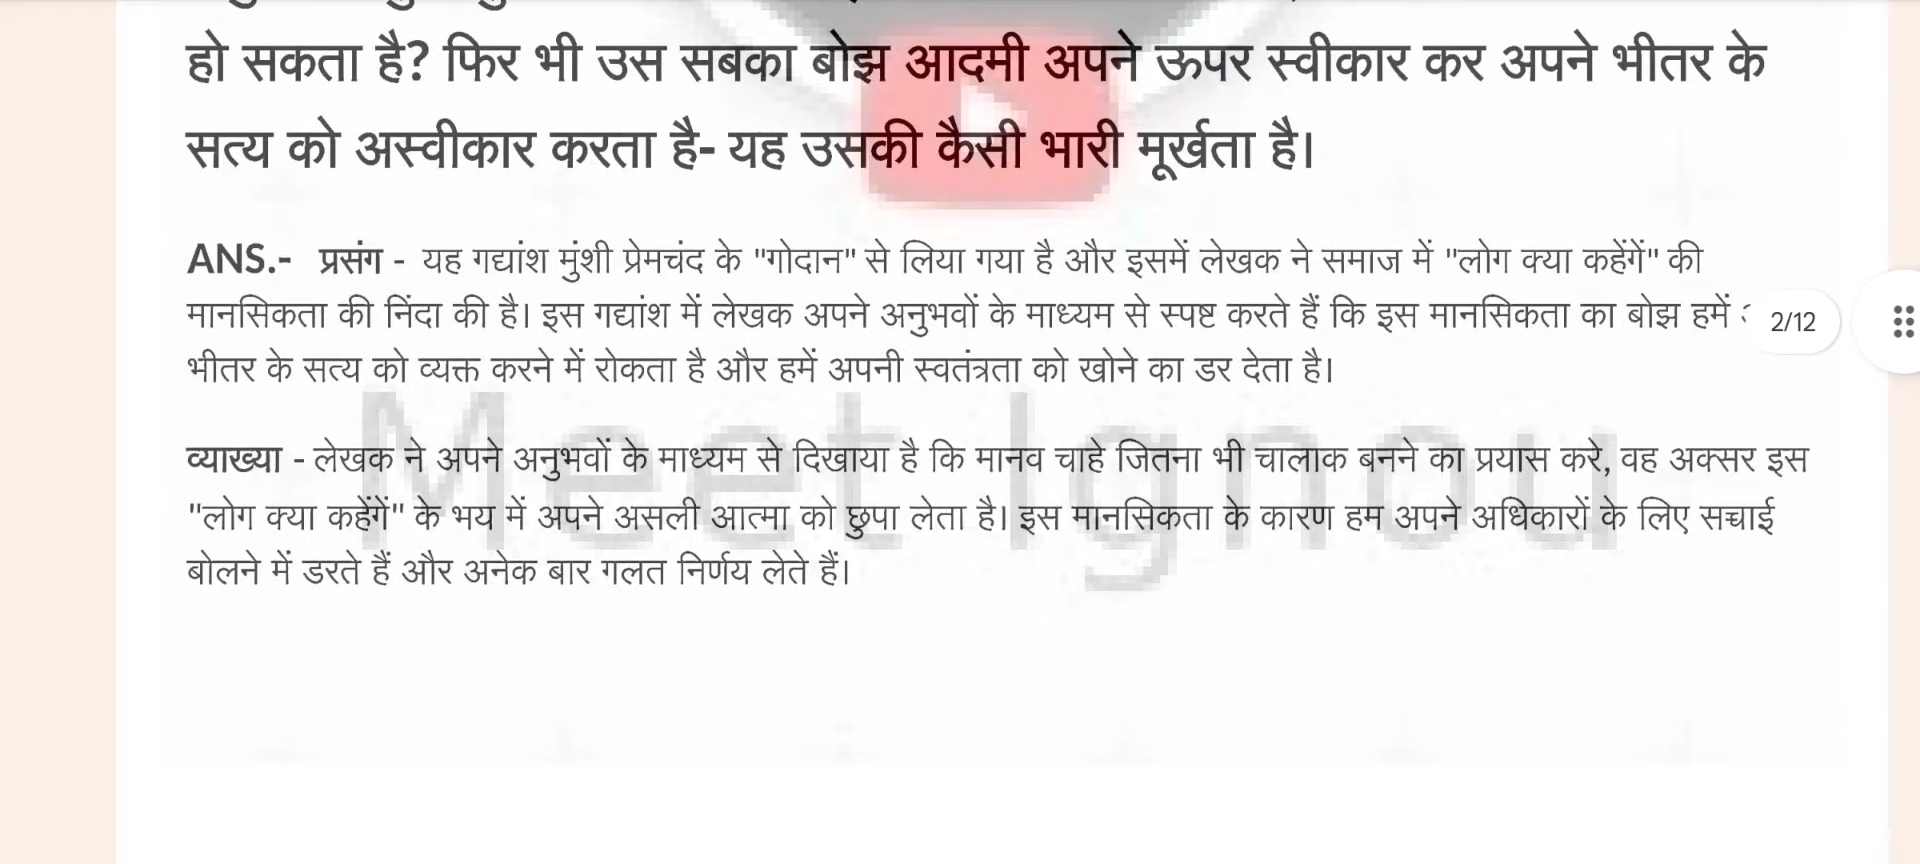 हो सकता है? फिर भी उस सबका बोझ आदमी अपने ऊपर स्वीकार कर अपने भीतर के
सत्य को अस्वीकार करता है- यह उसकी कैसी भारी मूर्खता है।
ANS.- प्रसंग - यह गद्यांश मुंशी प्रेमचंद के "गोदान" से लिया गया है और इसमें लेखक ने समाज में "लोग क्या कहेंगें" की
मानसिकता की निंदा की है। इस गद्यांश में लेखक अपने अनुभवों के माध्यम से स्पष्ट करते हैं कि इस मानसिकता का बोझ हमें
2/12
भीतर के सत्य को व्यक्त करने में रोकता है और हमें अपनी स्वतंत्रता को खोने का डर देता है।
व्याख्या - लेखक ने अपने अनुभवों के माध्यम से दिखाया है कि मानव चाहे जितना भी चालाक बनने का प्रयास करे, वह अक्सर इस
"लोग क्या कहेंगें" के भय में अपने असली आत्मा को छुपा लेता है। इस मानसिकता के कारण हम अपने अधिकारों के लिए सच्चाई
बोलने में डरते हैं और अनेक बार गलत निर्णय लेते हैं।
Meet Ignou